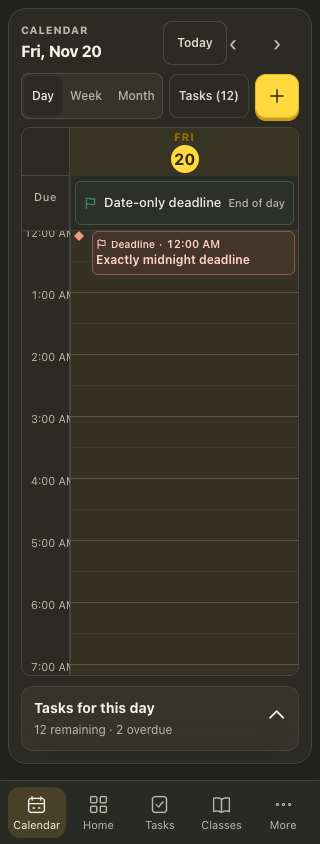 CALENDAR
Fri, Nov 20
Today
Day Week Month Tasks (12)
FRI
20
Due
Date-only deadline End of day
12:00 AM
Deadline · 12:00 AM
Exactly midnight deadline
1:00 AM
2:00 AM
3:00 AM
4:00 AM
5:00 AM
6:00 AM
7:00 AM
Tasks for this day
12 remaining · 2 overdue
Calendar Home Tasks Classes More